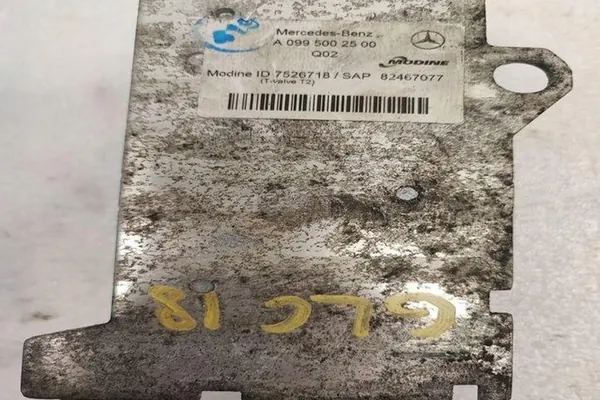 Mercedes-Benz
A 099 500 25 00
Q02
MODINE
Modine ID 7526718 / SAP 82467077
(T-valve T2)
GLC 18